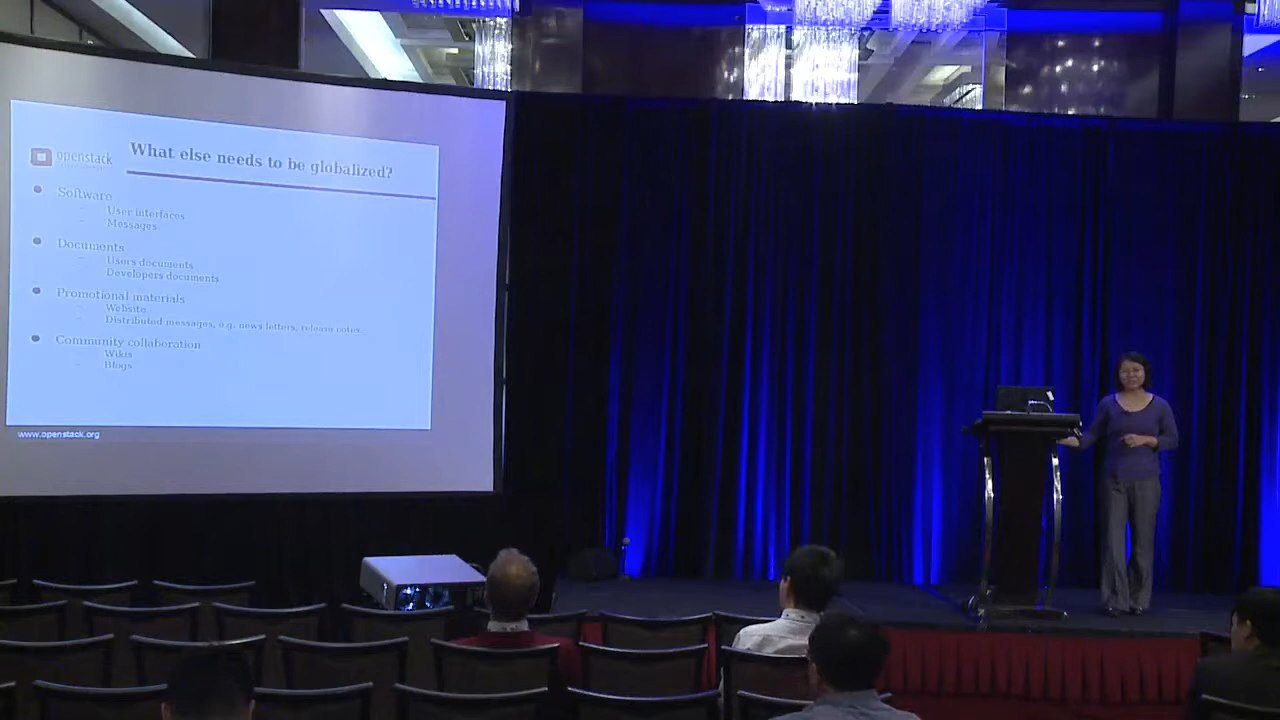 openstack
What else needs to be globalized?
Software
User interfaces
Messages
Documents
Users documents
Developers documents
Promotional materials
Website
Distributed messages, e.g. news letters, release notes
Community collaboration
Wikis
Blogs
www.openstack.org